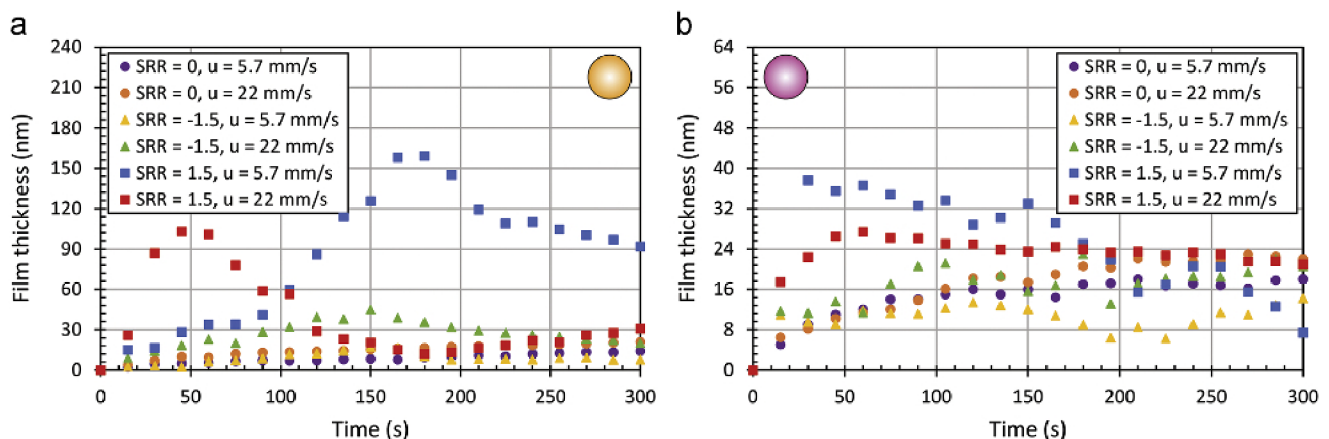 a
240
210
180
150
120
90
60
30
0
Film thickness (nm)
SRR = 0, u = 5.7 mm/s
SRR = 0, u = 22 mm/s
SRR = -1.5, u = 5.7 mm/s
SRR = -1.5, u = 22 mm/s
SRR = 1.5, u = 5.7 mm/s
SRR = 1.5, u = 22 mm/s
0 50 100 150 200 250 300
Time (s)
b
64
56
48
40
32
24
16
8
0
Film thickness (nm)
SRR = 0, u = 5.7 mm/s
SRR = 0, u = 22 mm/s
SRR = -1.5, u = 5.7 mm/s
SRR = -1.5, u = 22 mm/s
SRR = 1.5, u = 5.7 mm/s
SRR = 1.5, u = 22 mm/s
0 50 100 150 200 250 300
Time (s)